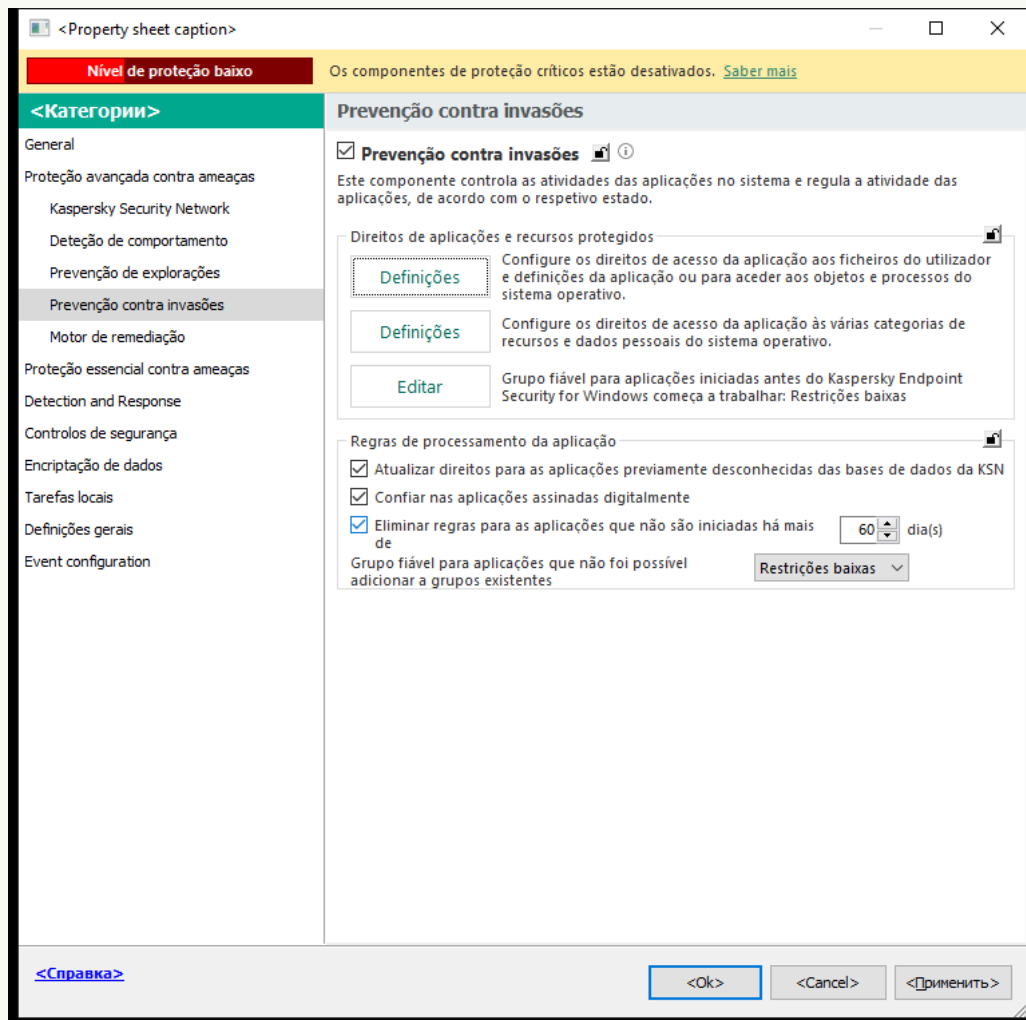 <Property sheet caption>
Nível de proteção baixo
Os componentes de proteção críticos estão desativados. Saber mais
<Категории>
General
Proteção avançada contra ameaças
Kaspersky Security Network
Deteção de comportamento
Prevenção de explorações
Prevenção contra invasões
Motor de remediação
Proteção essencial contra ameaças
Detection and Response
Controlos de segurança
Encriptação de dados
Tarefas locais
Definições gerais
Event configuration
Prevenção contra invasões
Prevenção contra invasões
Este componente controla as atividades das aplicações no sistema e regula a atividade das
aplicações, de acordo com o respetivo estado.
Direitos de aplicações e recursos protegidos
Definições
Configure os direitos de acesso da aplicação aos ficheiros do utilizador
e definições da aplicação ou para aceder aos objetos e processos do
sistema operativo.
Definições
Configure os direitos de acesso da aplicação às várias categorias de
recursos e dados pessoais do sistema operativo.
Editar
Grupo fiável para aplicações iniciadas antes do Kaspersky Endpoint
Security for Windows começa a trabalhar: Restrições baixas
Regras de processamento da aplicação
Atualizar direitos para as aplicações previamente desconhecidas das bases de dados da KSN
Confiar nas aplicações assinadas digitalmente
Eliminar regras para as aplicações que não são iniciadas há mais
de
60 dia(s)
Grupo fiável para aplicações que não foi possível
adicionar a grupos existentes
Restrições baixas
<Справка>
<Ok>
<Cancel>
<Применить>